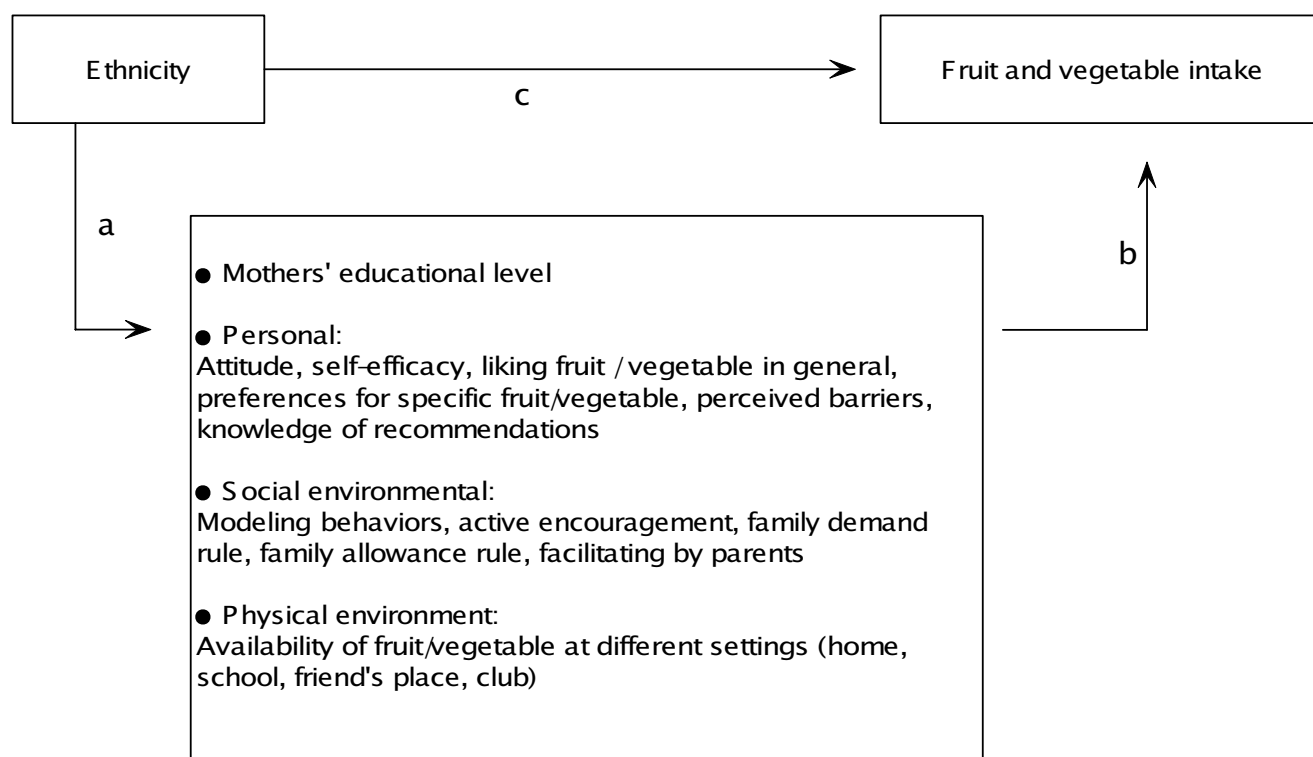 Ethnicity
Fruit and vegetable intake
c
a
b
● Mothers' educational level
● Personal:
Attitude, self-efficacy, liking fruit / vegetable in general,
preferences for specific fruit/vegetable, perceived barriers,
knowledge of recommendations
● Social environmental:
Modeling behaviors, active encouragement, family demand
rule, family allowance rule, facilitating by parents
● Physical environment:
Availability of fruit/vegetable at different settings (home,
school, friend's place, club)